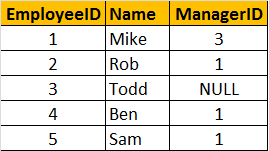 EmployeeID Name ManagerID
1 Mike 3
2 Rob 1
3 Todd NULL
4 Ben 1
5 Sam 1